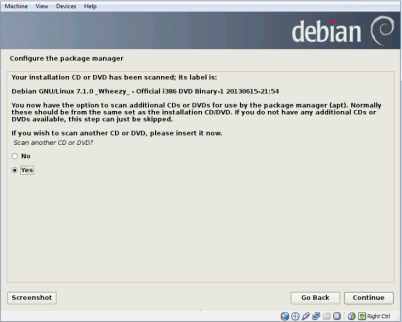 Machine View Devices Help
debian
Configure the package manager
Your installation CD or DVD has been scanned; its label is:
Debian GNU/Linux 7.1.0 _Wheezy_ - Official i386 DVD Binary-1 20130615-21:54
You now have the option to scan additional CDs or DVDs for use by the package manager (apt). Normally
these should be from the same set as the installation CD/DVD. If you do not have any additional CDs or
DVDs available, this step can just be skipped.
If you wish to scan another CD or DVD, please insert it now.
Scan another CD or DVD?
No
Yes
Screenshot
Go Back
Continue
Right Ctrl